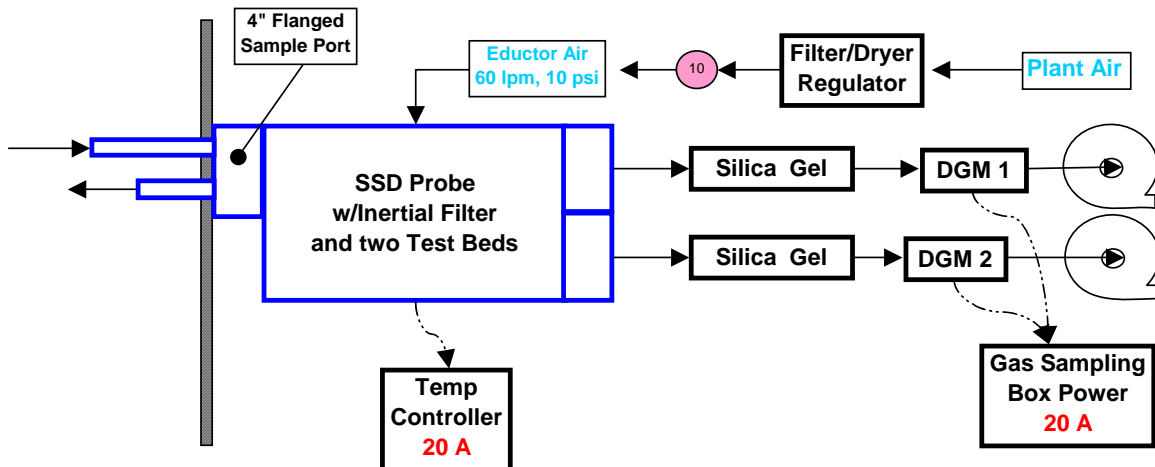 4" Flanged
Sample Port
Eductor Air
60 lpm, 10 psi
10
Filter/Dryer
Regulator
Plant Air
SSD Probe
w/Inertial Filter
and two Test Beds
Silica Gel
DGM 1
Silica Gel
DGM 2
Temp
Controller
20 A
Gas Sampling
Box Power
20 A